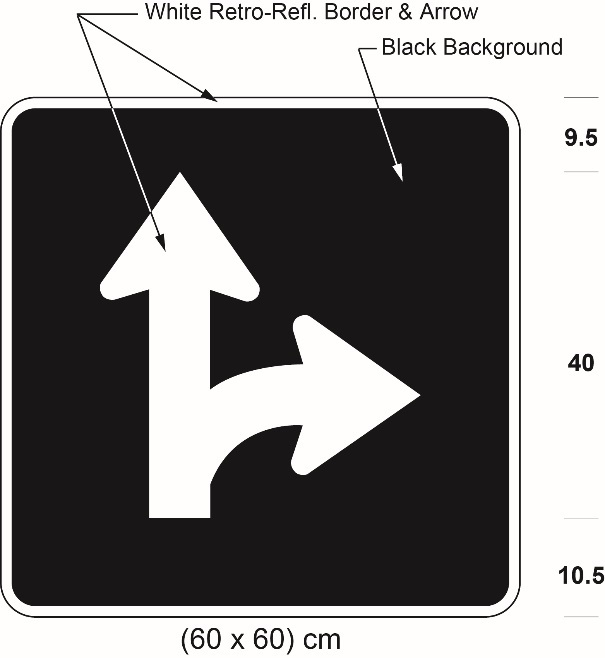 White Retro-Refl. Border & Arrow
Black Background
9.5
40
10.5
(60 x 60) cm